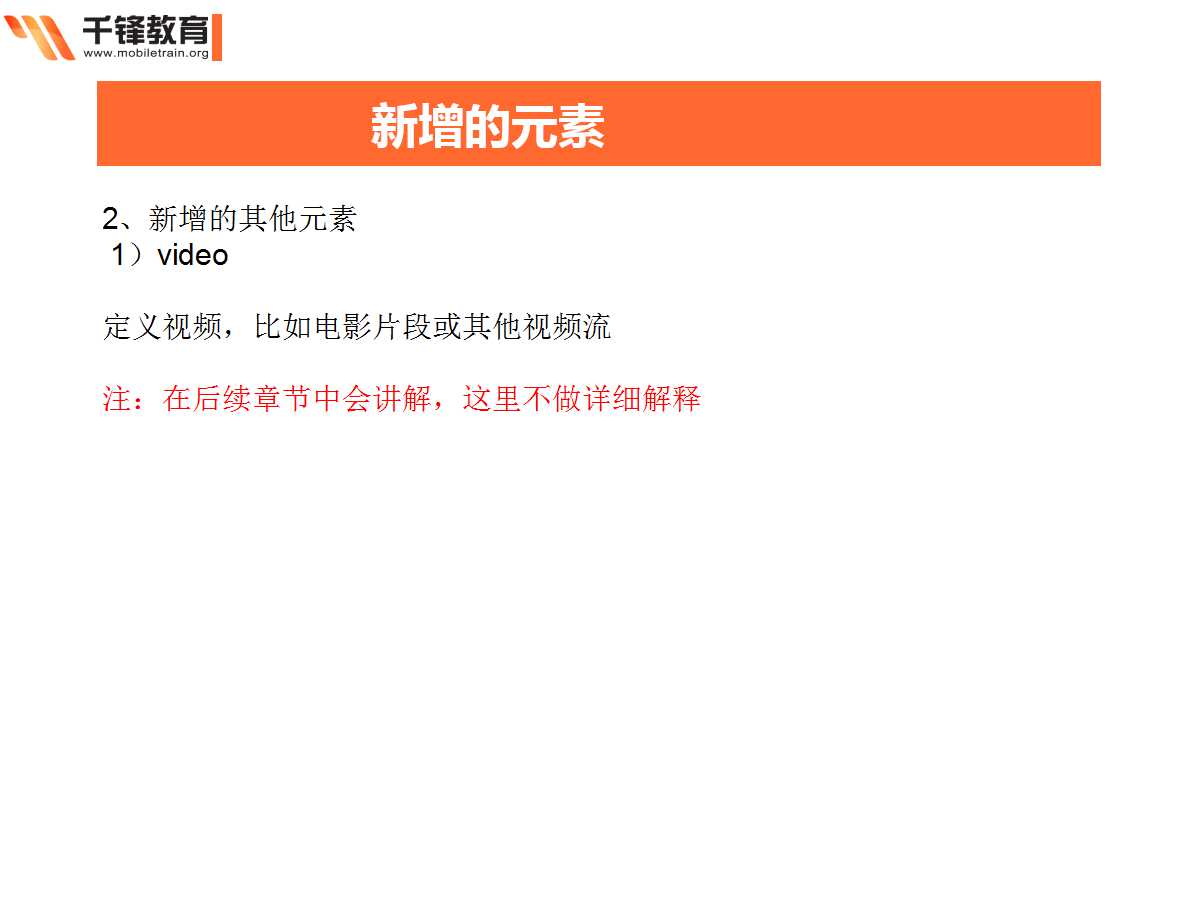 千锋教育
www.mobiletrain.org
新增的元素
2、新增的其他元素
1）video
定义视频，比如电影片段或其他视频流
注：在后续章节中会讲解，这里不做详细解释